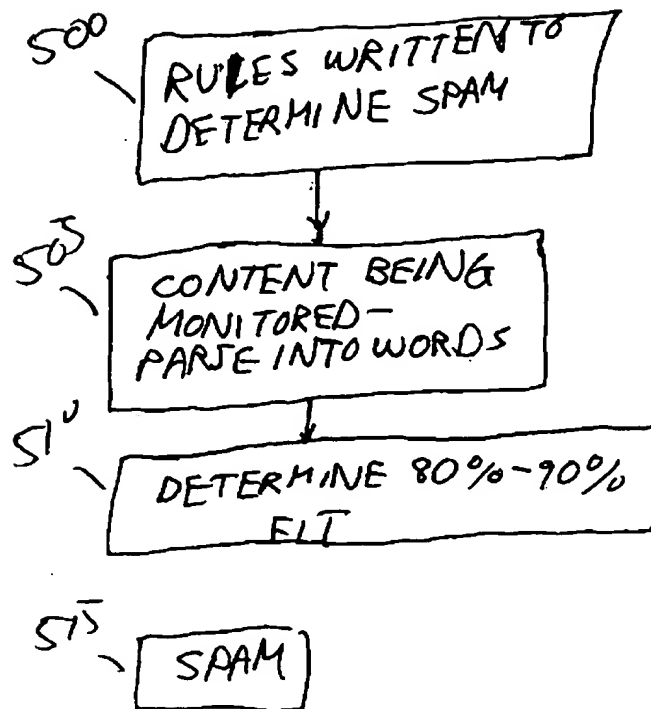 500
RULES WRITTEN TO
DETERMINE SPAM
505
CONTENT BEING
MONITORED-
PARSE INTO WORDS
510
DETERMINE 80%-90%
FIT
515
SPAM